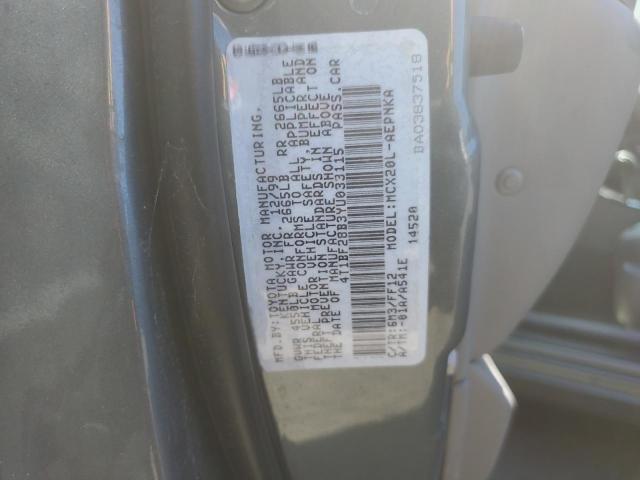 MFD.BY:TOYOTA MOTOR MANUFACTURING,
KENTUCKY, INC. 12/99
GVWR 4550LB GAWR FR 2665LB RR 2665LB
THIS VEHICLE CONFORMS TO ALL APPLICABLE
FEDERAL MOTOR VEHICLE SAFETY, BUMPER AND
THEFT PREVENTION STANDARDS IN EFFECT ON
THE DATE OF MANUFACTURE SHOWN ABOVE.
4T1BF28B3YU033115 PASS.CAR
C/TR:6M3/FF12 MODEL:MCX20L-AEPNKA
A/TM:-01A/A541E 14520
BA03837518